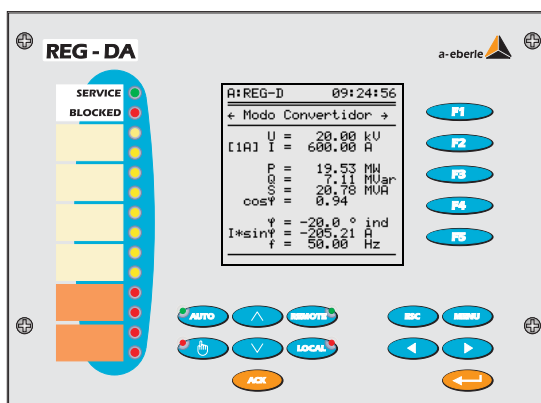 REG - DA
a-eberle
SERVICE
BLOCKED
A:REG-D 09:24:56
← Modo Convertidor →
U = 20.00 kV
[1A] I = 600.00 A
P = 19.53 MW
Q = 7.11 MVar
S = 20.78 MVA
cosφ = 0.94
φ = -20.0 ° ind
I*sinφ = -205.21 A
f = 50.00 Hz
F1
F2
F3
F4
F5
AUTO
REMOTE
ESC
MENU
LOCAL
ACK